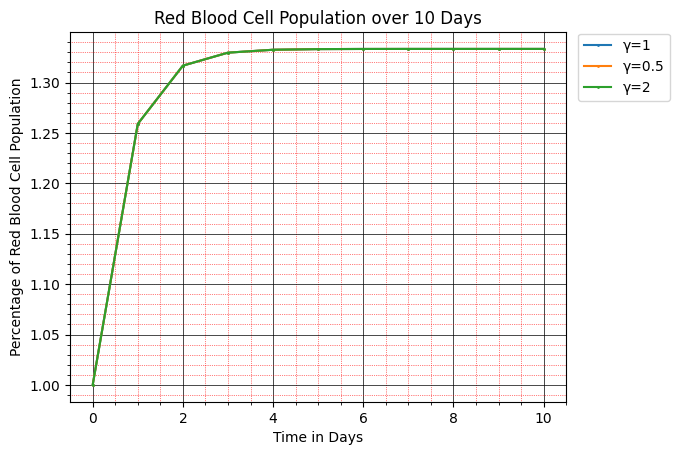 Red Blood Cell Population over 10 Days
γ=1
γ=0.5
γ=2
Percentage of Red Blood Cell Population
1.30
1.25
1.20
1.15
1.10
1.05
1.00
0 2 4 6 8 10
Time in Days